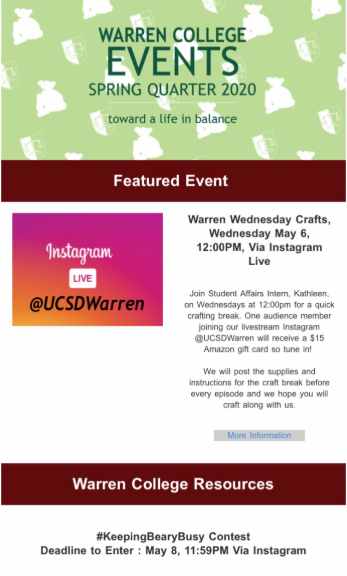 WARREN COLLEGE
EVENTS
SPRING QUARTER 2020
toward a life in balance
Featured Event
Instagram
LIVE
@UCSDWarren
Warren Wednesday Crafts,
Wednesday May 6,
12:00PM, Via Instagram
Live
Join Student Affairs Intern, Kathleen,
on Wednesdays at 12:00pm for a quick
crafting break. One audience member
joining our livestream Instagram
@UCSDWarren will receive a $15
Amazon gift card so tune in!
We will post the supplies and
instructions for the craft break before
every episode and we hope you will
craft along with us.
More Information
Warren College Resources
#KeepingBearyBusy Contest
Deadline to Enter : May 8, 11:59PM Via Instagram